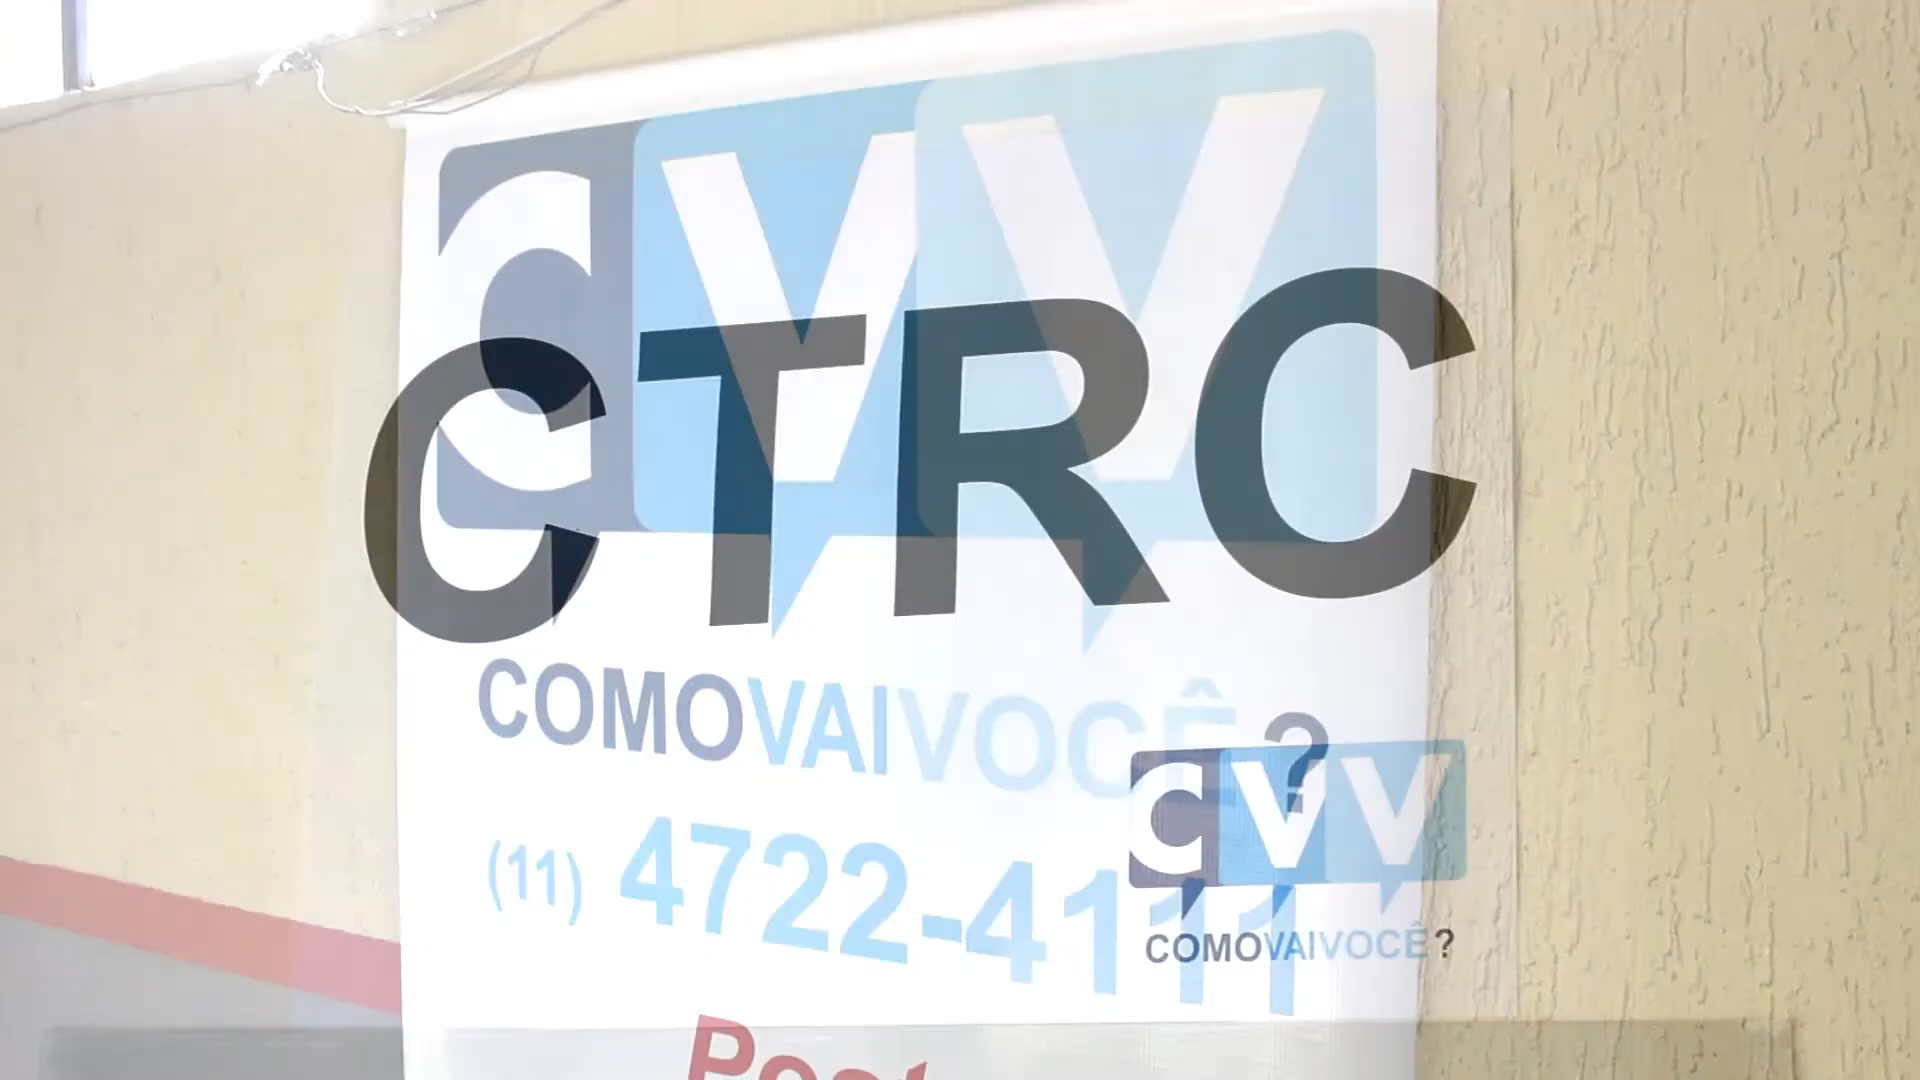 CVV
CTRC
COMOVAIVOCÊ?
(11) 4722-4111
CVV
COMOVAIVOCÊ?